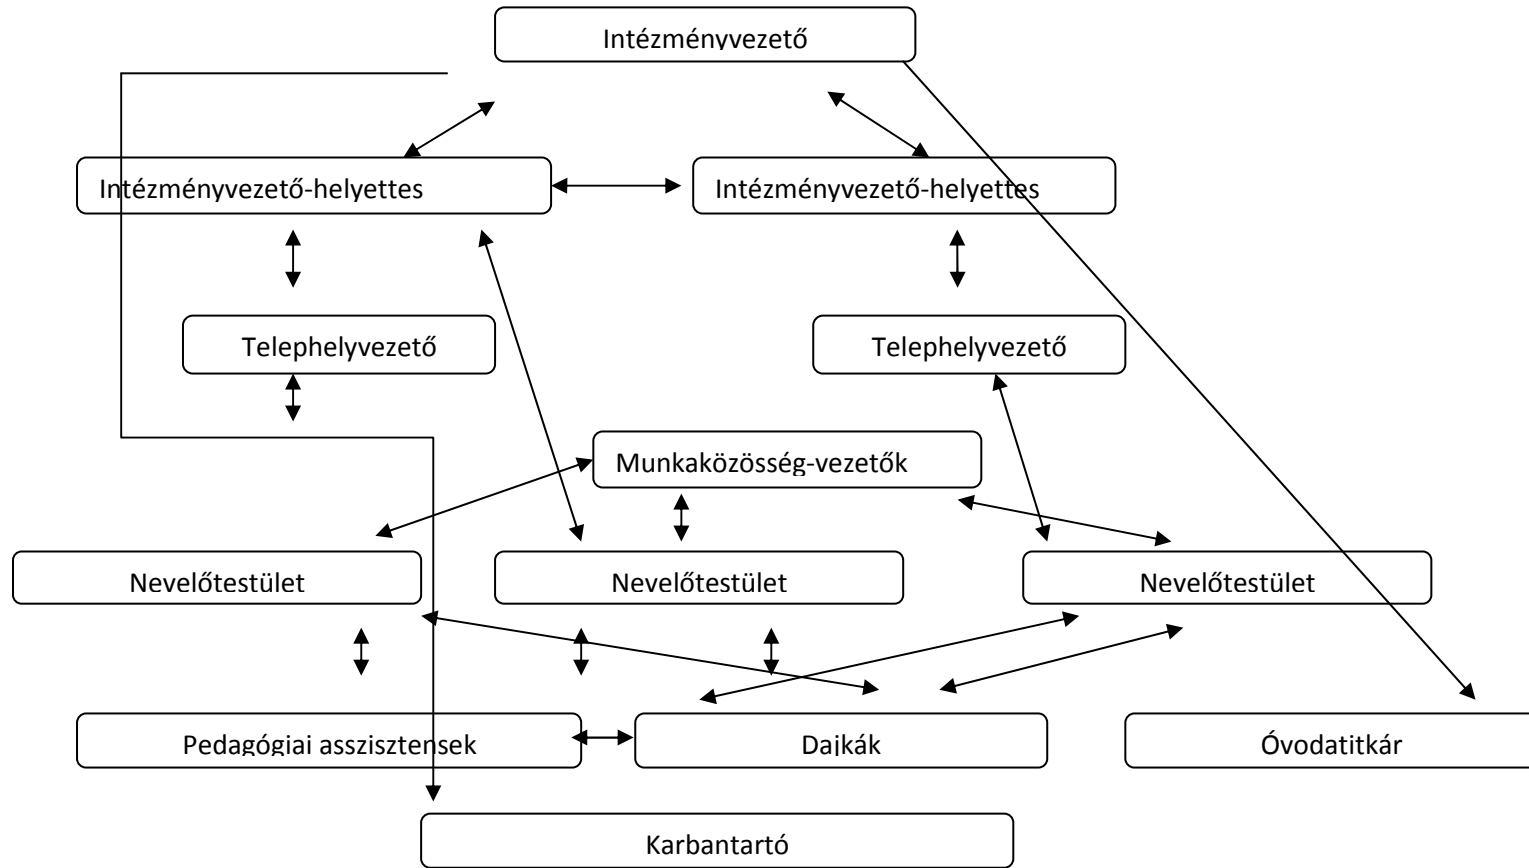 Intézményvezető
Intézményvezető-helyettes
Intézményvezető-helyettes
Telephelyvezető
Telephelyvezető
Munkaközösség-vezetők
Nevelőtestület
Nevelőtestület
Nevelőtestület
Pedagógiai asszisztensek
Dajkák
Óvodatitkár
Karbantartó